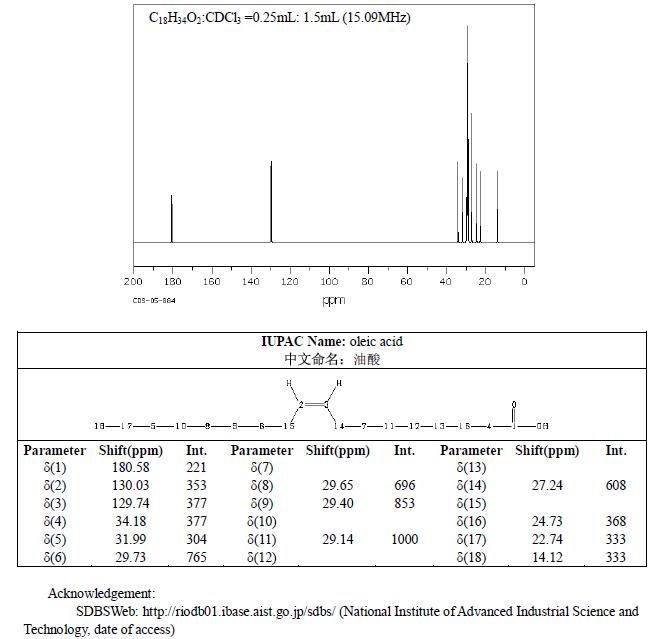 C₁₈H₃₄O₂:CDCl₃ =0.25mL: 1.5mL (15.09MHz)
200 180 160 140 120 100 80 60 40 20 0
CDS-05-884
ppm
IUPAC Name: oleic acid
中文命名：油酸
H H
2 3 O
18 17 5 10 9 8 6 15 14 7 11 12 13 16 4 1 OH
Parameter Shift(ppm) Int. Parameter Shift(ppm) Int. Parameter Shift(ppm) Int.
δ(1) 180.58 221 δ(7) δ(13)
δ(2) 130.03 353 δ(8) 29.65 696 δ(14) 27.24 608
δ(3) 129.74 377 δ(9) 29.40 853 δ(15)
δ(4) 34.18 377 δ(10) δ(16) 24.73 368
δ(5) 31.99 304 δ(11) 29.14 1000 δ(17) 22.74 333
δ(6) 29.73 765 δ(12) δ(18) 14.12 333
Acknowledgement:
SDBSWeb: http://riodb01.ibase.aist.go.jp/sdbs/ (National Institute of Advanced Industrial Science and
Technology, date of access)